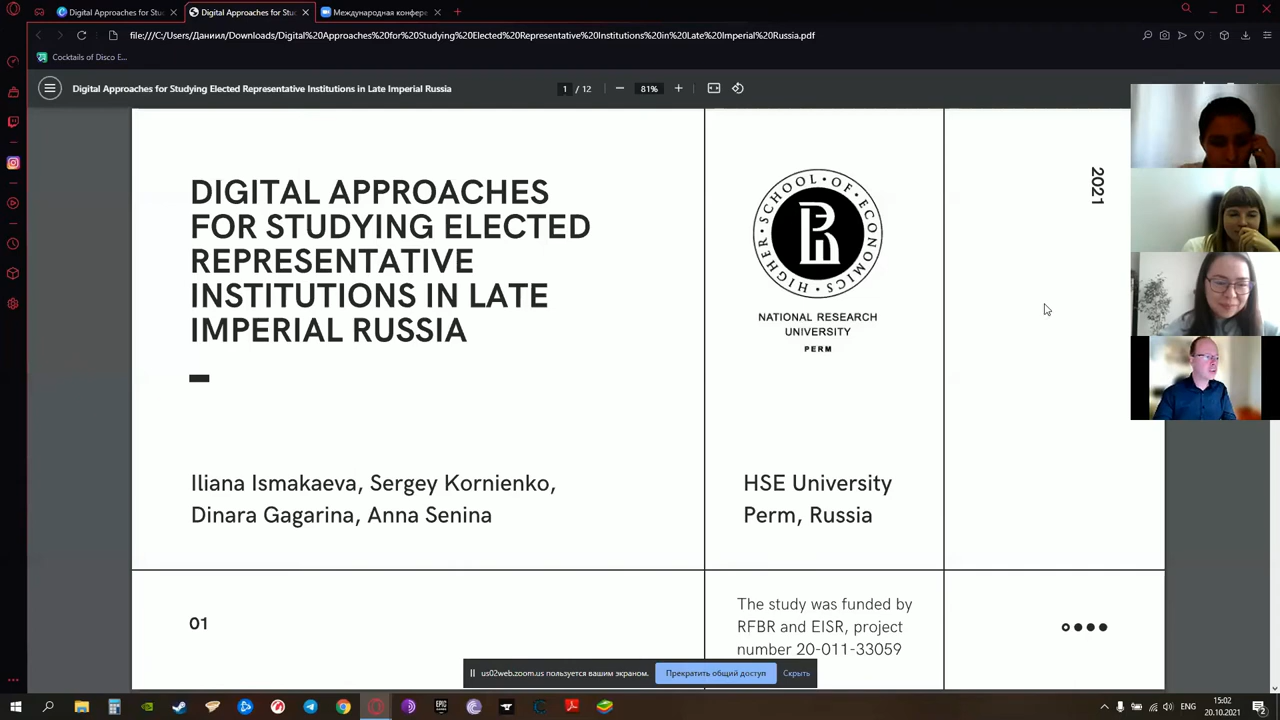 Digital Approaches for Stu
Digital Approaches for Stu
Международная конфере
file:///C:/Users/Даниил/Downloads/Digital%20Approaches%20for%20Studying%20Elected%20Representative%20Institutions%20in%20Late%20Imperial%20Russia.pdf
Cocktails of Disco E...
Digital Approaches for Studying Elected Representative Institutions in Late Imperial Russia
1 / 12
81%
DIGITAL APPROACHES
FOR STUDYING ELECTED
REPRESENTATIVE
INSTITUTIONS IN LATE
IMPERIAL RUSSIA
HIGHER · SCHOOL · OF · ECONOMICS
NATIONAL RESEARCH
UNIVERSITY
PERM
2021
Iliana Ismakaeva, Sergey Kornienko,
Dinara Gagarina, Anna Senina
HSE University
Perm, Russia
01
The study was funded by
RFBR and EISR, project
number 20-011-33059
us02web.zoom.us пользуется вашим экраном.
Прекратить общий доступ
Скрыть
EPIC
ENG
15:02
20.10.2021